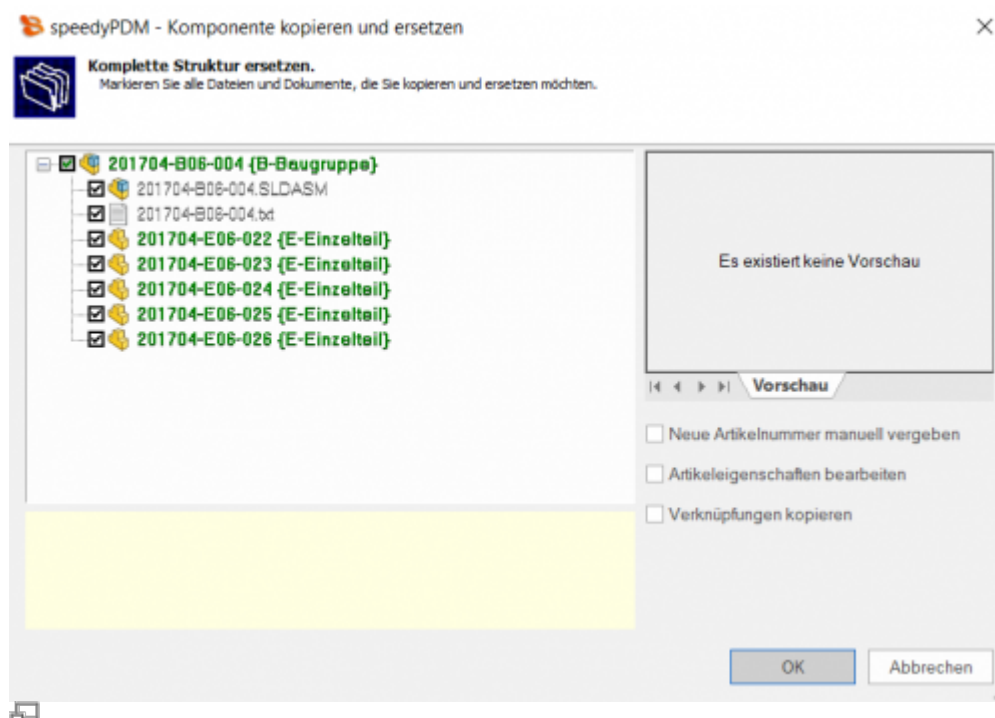 speedyPDM - Komponente kopieren und ersetzen
Komplette Struktur ersetzen.
Markieren Sie alle Dateien und Dokumente, die Sie kopieren und ersetzen möchten.
201704-B06-004 {B-Baugruppe}
201704-B06-004.SLDASM
201704-B06-004.txt
201704-E06-022 {E-Einzelteil}
201704-E06-023 {E-Einzelteil}
201704-E06-024 {E-Einzelteil}
201704-E06-025 {E-Einzelteil}
201704-E06-026 {E-Einzelteil}
Es existiert keine Vorschau
Vorschau
Neue Artikelnummer manuell vergeben
Artikeleigenschaften bearbeiten
Verknüpfungen kopieren
OK
Abbrechen